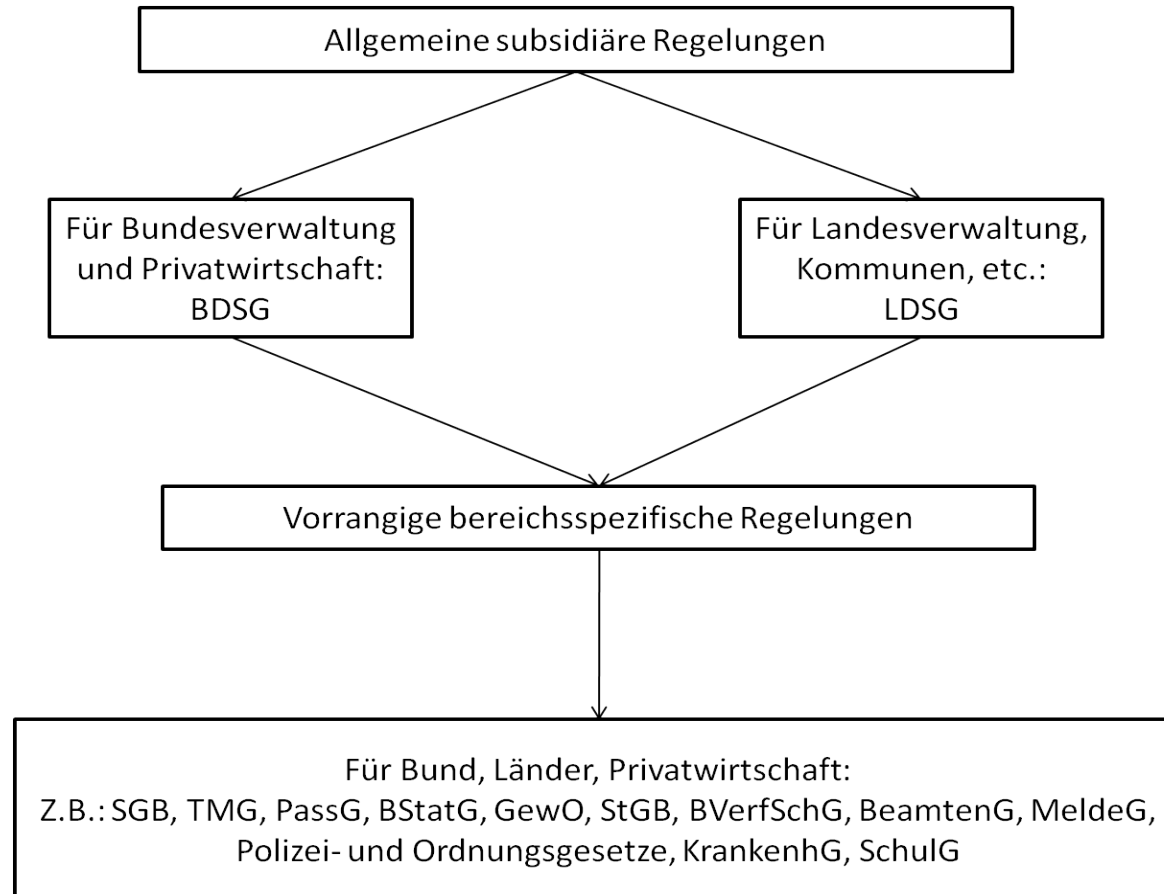 Allgemeine subsidiäre Regelungen
Für Bundesverwaltung
und Privatwirtschaft:
BDSG
Für Landesverwaltung,
Kommunen, etc.:
LDSG
Vorrangige bereichsspezifische Regelungen
Für Bund, Länder, Privatwirtschaft:
Z.B.: SGB, TMG, PassG, BStatG, GewO, StGB, BVerfSchG, BeamtenG, MeldeG,
Polizei- und Ordnungsgesetze, KrankenhG, SchulG